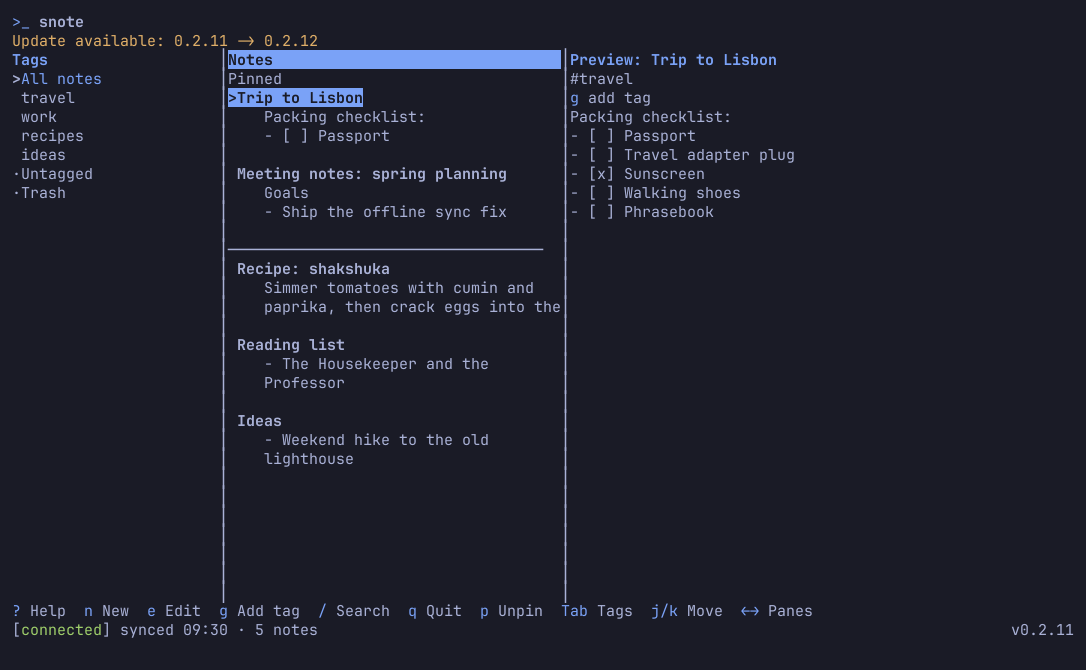 >_ snote
Update available: 0.2.11 → 0.2.12
Tags
>All notes
travel
work
recipes
ideas
·Untagged
·Trash
Notes
Pinned
>Trip to Lisbon
Packing checklist:
- [ ] Passport
Meeting notes: spring planning
Goals
- Ship the offline sync fix
Recipe: shakshuka
Simmer tomatoes with cumin and
paprika, then crack eggs into the
Reading list
- The Housekeeper and the
Professor
Ideas
- Weekend hike to the old
lighthouse
Preview: Trip to Lisbon
#travel
g add tag
Packing checklist:
- [ ] Passport
- [ ] Travel adapter plug
- [x] Sunscreen
- [ ] Walking shoes
- [ ] Phrasebook
? Help  n New  e Edit  g Add tag  / Search  q Quit  p Unpin  Tab Tags  j/k Move  ↔ Panes
[connected] synced 09:30 · 5 notes
v0.2.11